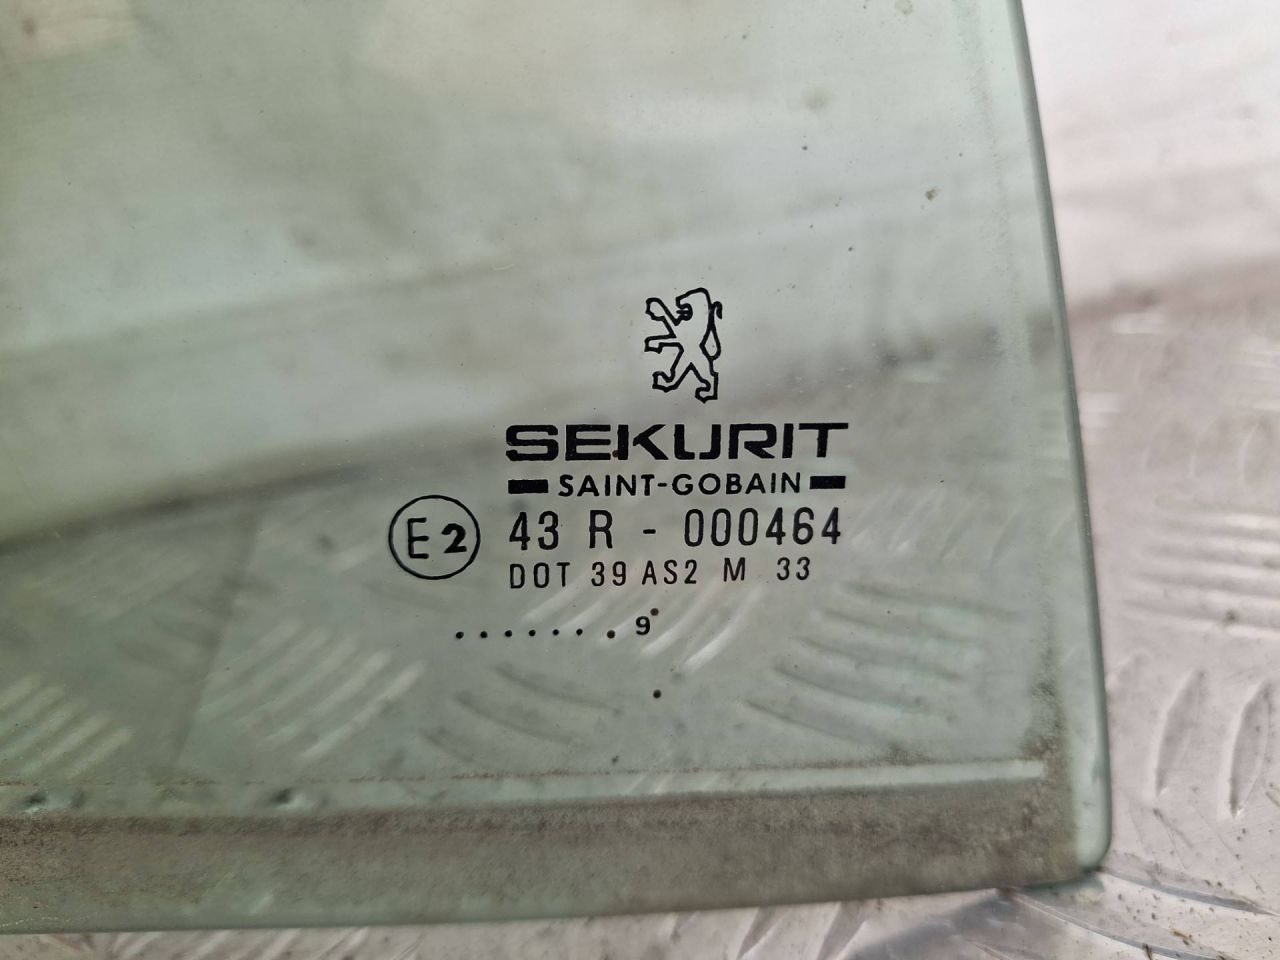 SEKURIT
SAINT-GOBAIN
E2 43 R - 000464
DOT 39 AS2 M 33
.......9